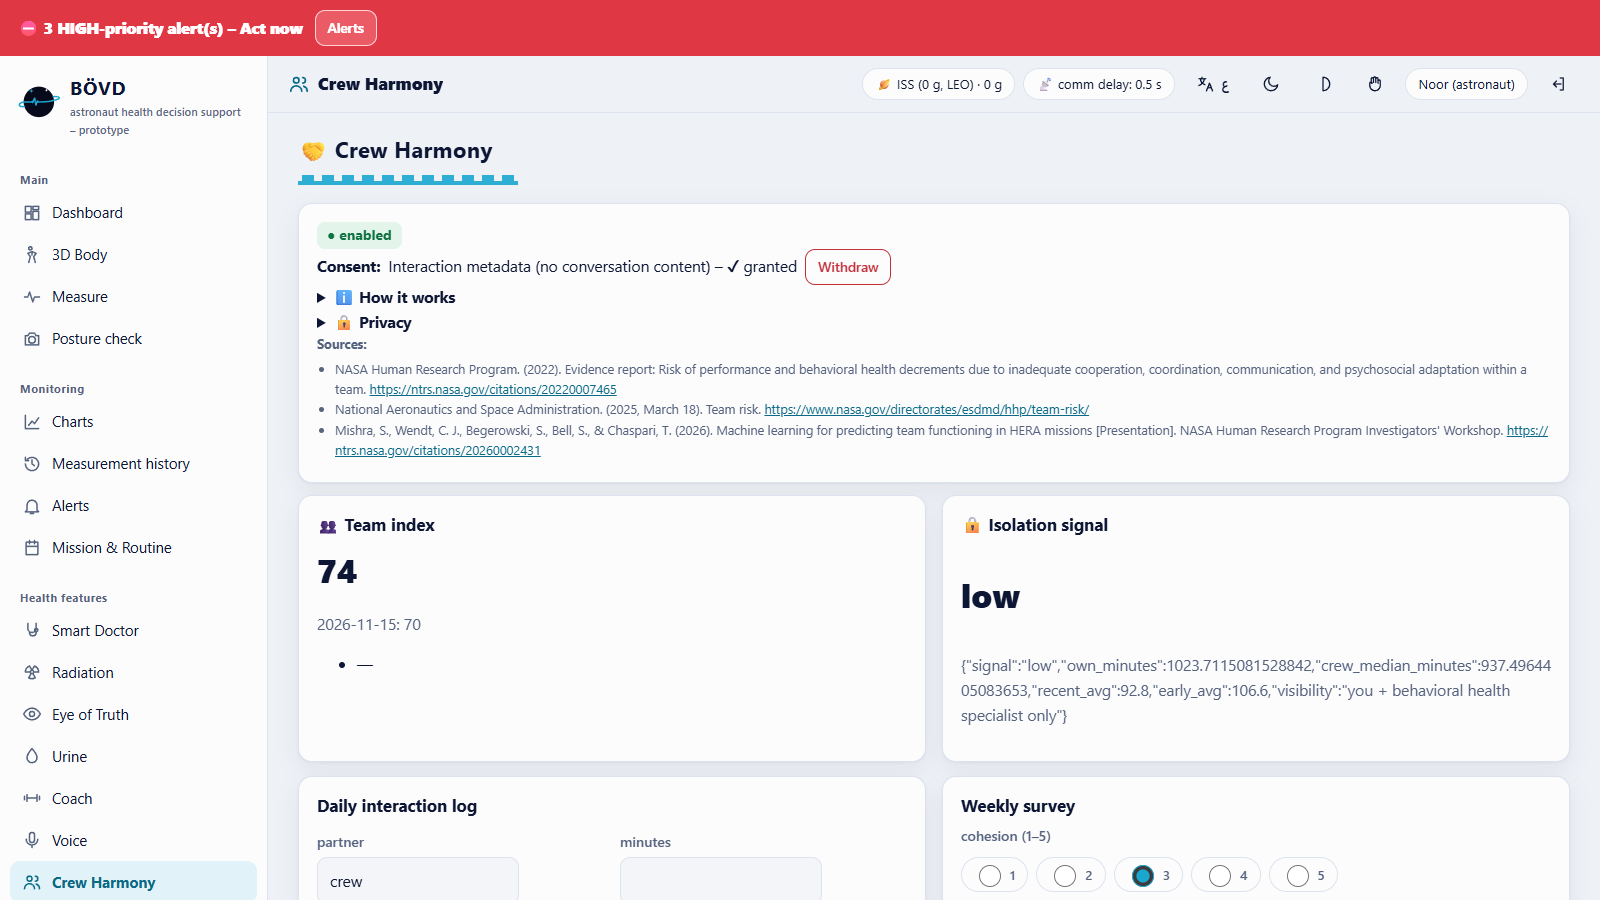 3 HIGH-priority alert(s) – Act now
Alerts
BÖVD
astronaut health decision support
– prototype
Main
Dashboard
3D Body
Measure
Posture check
Monitoring
Charts
Measurement history
Alerts
Mission & Routine
Health features
Smart Doctor
Radiation
Eye of Truth
Urine
Coach
Voice
Crew Harmony
Crew Harmony
ISS (0 g, LEO) · 0 g
comm delay: 0.5 s
ع
Noor (astronaut)
Crew Harmony
● enabled
Consent: Interaction metadata (no conversation content) – ✓ granted
Withdraw
How it works
Privacy
Sources:
NASA Human Research Program. (2022). Evidence report: Risk of performance and behavioral health decrements due to inadequate cooperation, coordination, communication, and psychosocial adaptation within a
team. https://ntrs.nasa.gov/citations/20220007465
National Aeronautics and Space Administration. (2025, March 18). Team risk. https://www.nasa.gov/directorates/esdmd/hhp/team-risk/
Mishra, S., Wendt, C. J., Begerowski, S., Bell, S., & Chaspari, T. (2026). Machine learning for predicting team functioning in HERA missions [Presentation]. NASA Human Research Program Investigators' Workshop. https://
ntrs.nasa.gov/citations/20260002431
Team index
74
2026-11-15: 70
—
Isolation signal
low
{"signal":"low","own_minutes":1023.7115081528842,"crew_median_minutes":937.49644
05083653,"recent_avg":92.8,"early_avg":106.6,"visibility":"you + behavioral health
specialist only"}
Daily interaction log
partner
minutes
crew
Weekly survey
cohesion (1–5)
1
2
3
4
5